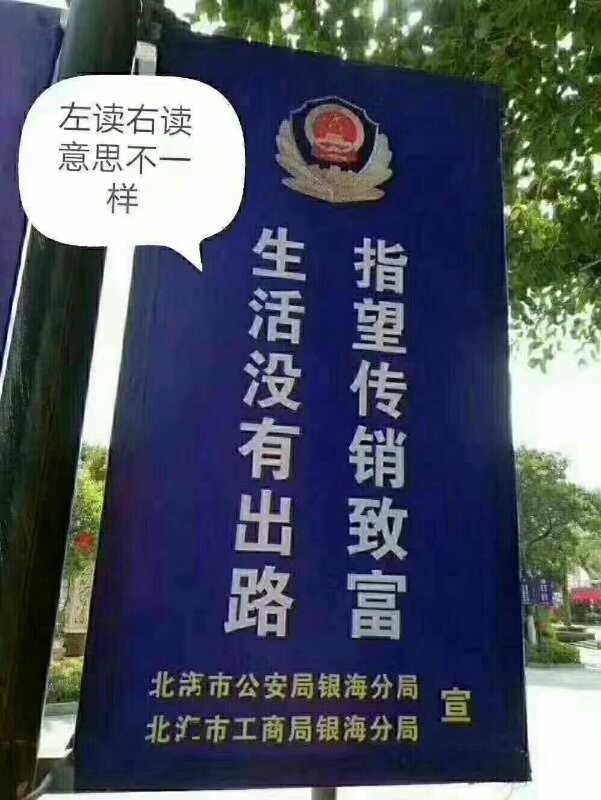 左读右读
意思不一
样
指望传销致富
生活没有出路
北海市公安局银海分局
北海市工商局银海分局
宣